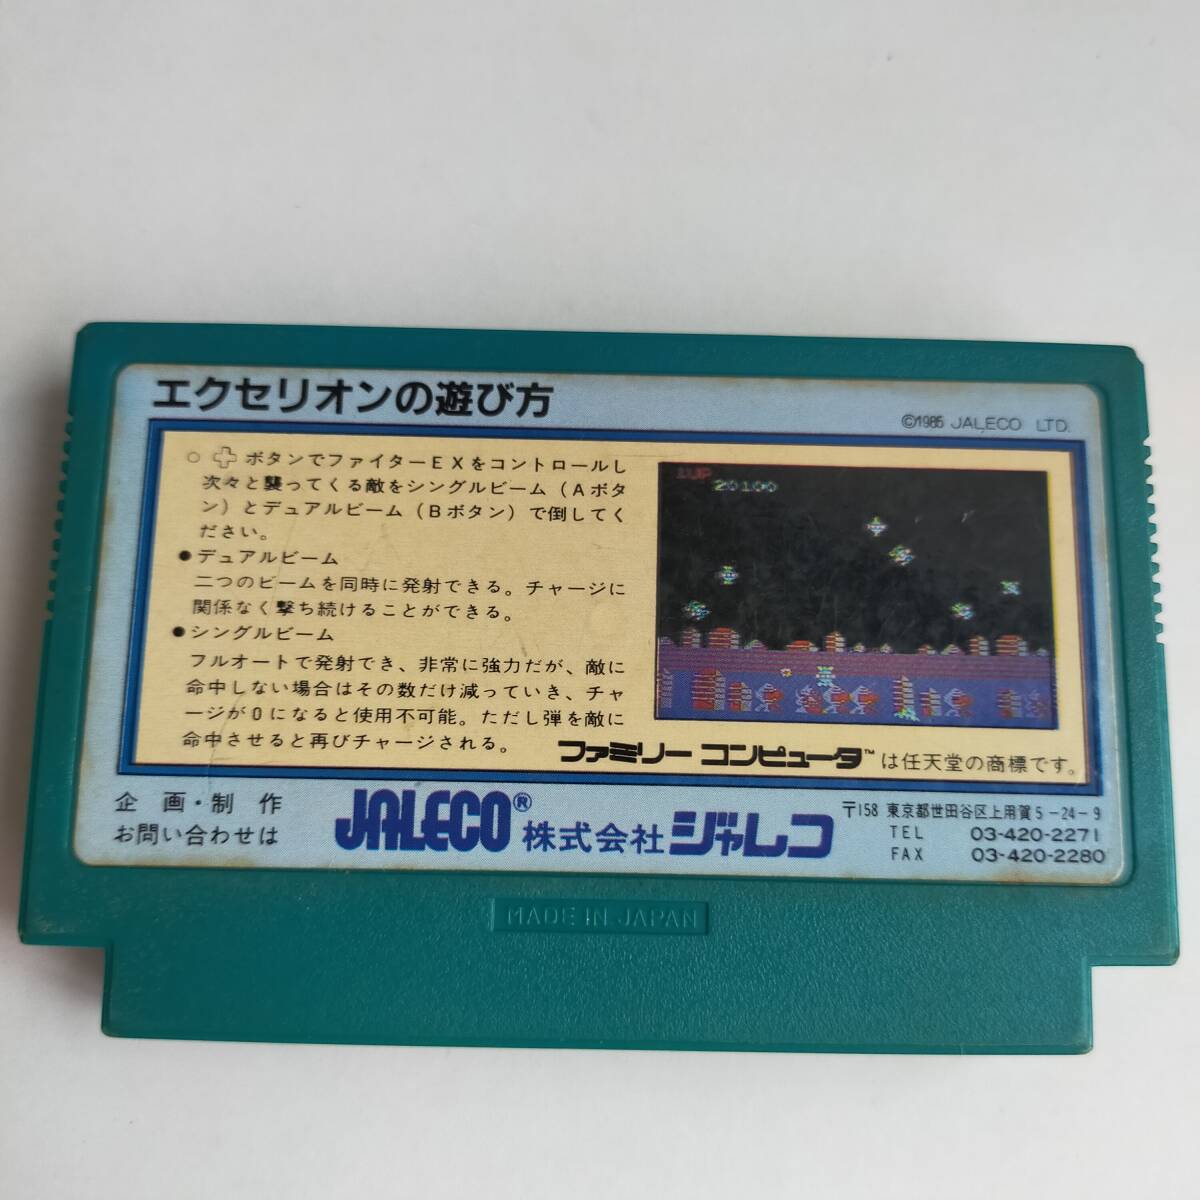 エクセリオンの遊び方
©1985 JALECO LTD.
○ ✚ ボタンでファイターEXをコントロールし
次々と襲ってくる敵をシングルビーム（Aボタ
ン）とデュアルビーム（Bボタン）で倒してく
ださい。
●デュアルビーム
二つのビームを同時に発射できる。チャージに
関係なく撃ち続けることができる。
●シングルビーム
フルオートで発射でき、非常に強力だが、敵に
命中しない場合はその数だけ減っていき、チャ
ージが0になると使用不可能。ただし弾を敵に
命中させると再びチャージされる。
1UP
20100
ファミリー コンピュータ™は任天堂の商標です。
企画・制作
お問い合わせは
JALECO® 株式会社 ジャレコ
〒158 東京都世田谷区上用賀5-24-9
TEL 03-420-2271
FAX 03-420-2280
MADE IN JAPAN